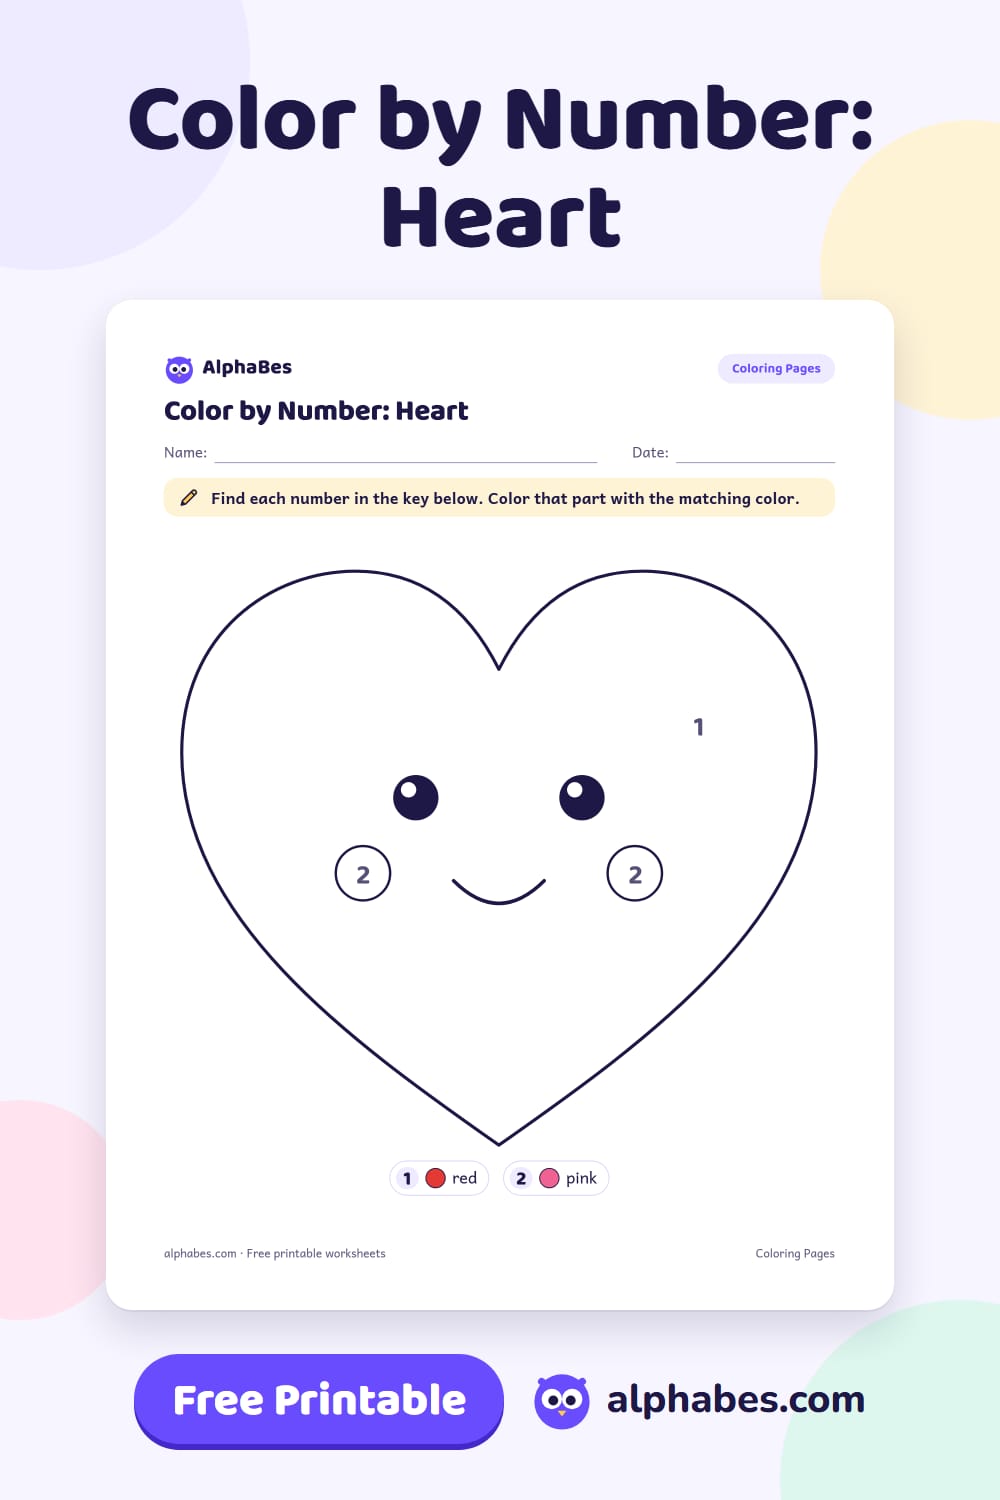 Color by Number:
Heart
AlphaBes
Coloring Pages
Color by Number: Heart
Name:
Date:
Find each number in the key below. Color that part with the matching color.
1
2
2
1 red
2 pink
alphabes.com · Free printable worksheets
Coloring Pages
Free Printable
alphabes.com